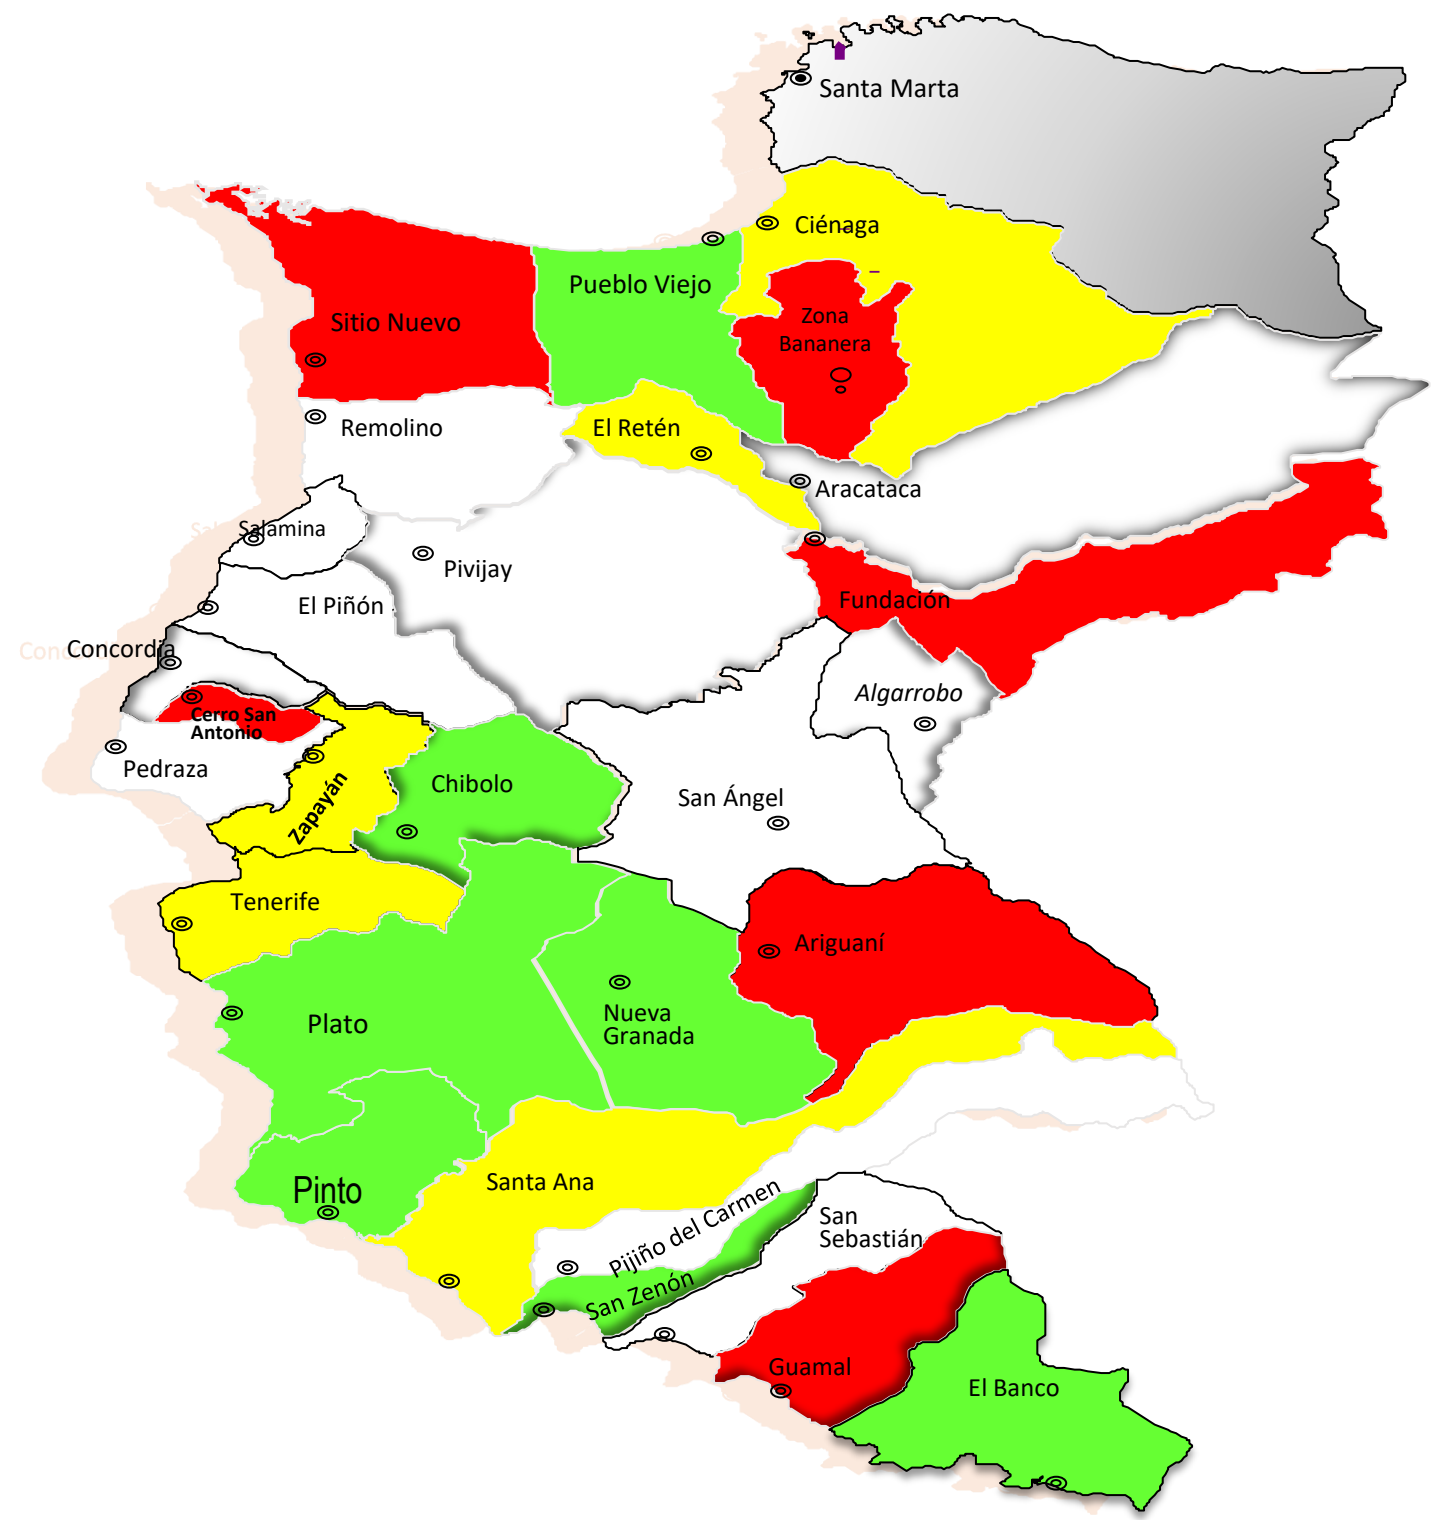 Santa Marta
Ciénaga
Pueblo Viejo
Zona
Bananera
Sitio Nuevo
Remolino
El Retén
Aracataca
Salamina
Pivijay
Fundación
El Piñón
Concordia
Algarrobo
Cerro San
Antonio
Pedraza
Zapayán
Chibolo
San Ángel
Tenerife
Ariguaní
Plato
Nueva
Granada
Pinto
Santa Ana
Pijiño del Carmen
San
Sebastián
San Zenón
Guamal
El Banco